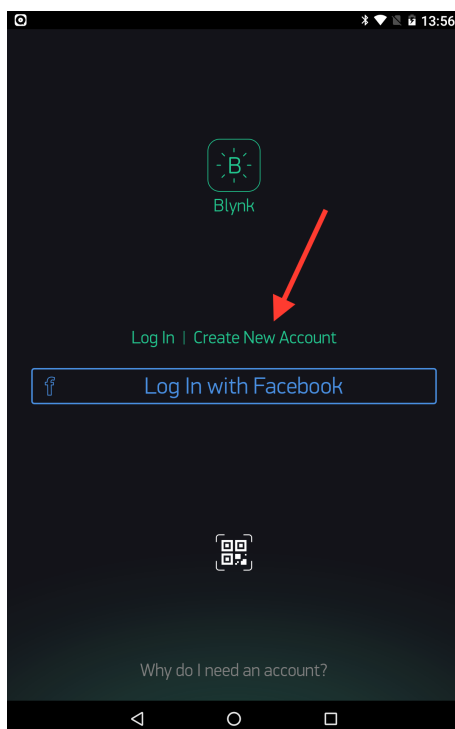 13:56
B
Blynk
Log In | Create New Account
f Log In with Facebook
Why do I need an account?